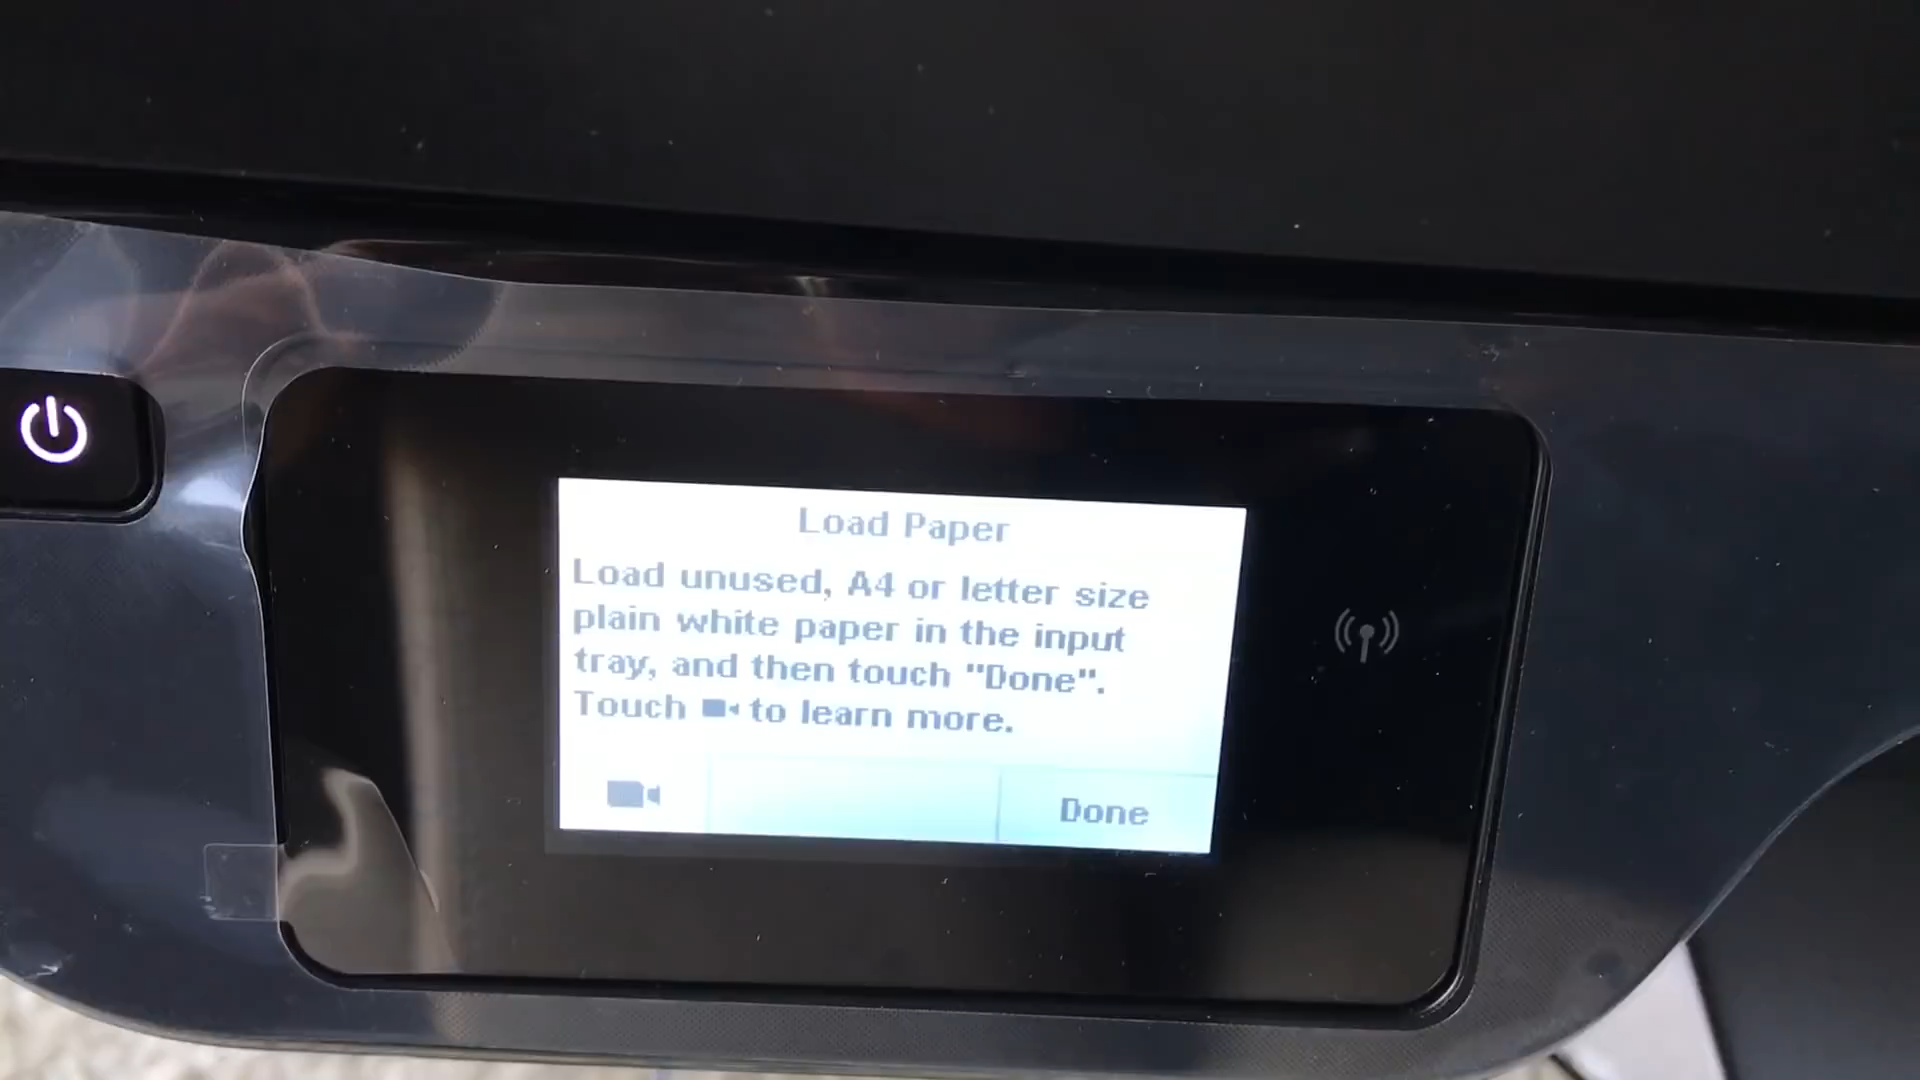 Load Paper
Load unused, A4 or letter size
plain white paper in the input
tray, and then touch "Done".
Touch to learn more.
Done